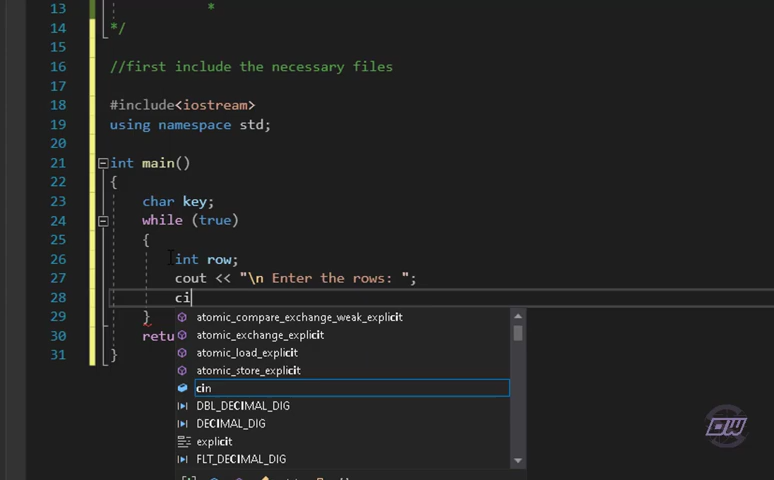 13 *
14 */
15
16 //first include the necessary files
17
18 #include<iostream>
19 using namespace std;
20
21 int main()
22 {
23 char key;
24 while (true)
25 {
26 int row;
27 cout << "\n Enter the rows: ";
28 ci
29 }
atomic_compare_exchange_weak_explicit
30 retu
atomic_exchange_explicit
31 }
atomic_load_explicit
atomic_store_explicit
cin
DBL_DECIMAL_DIG
DECIMAL_DIG
explicit
FLT_DECIMAL_DIG